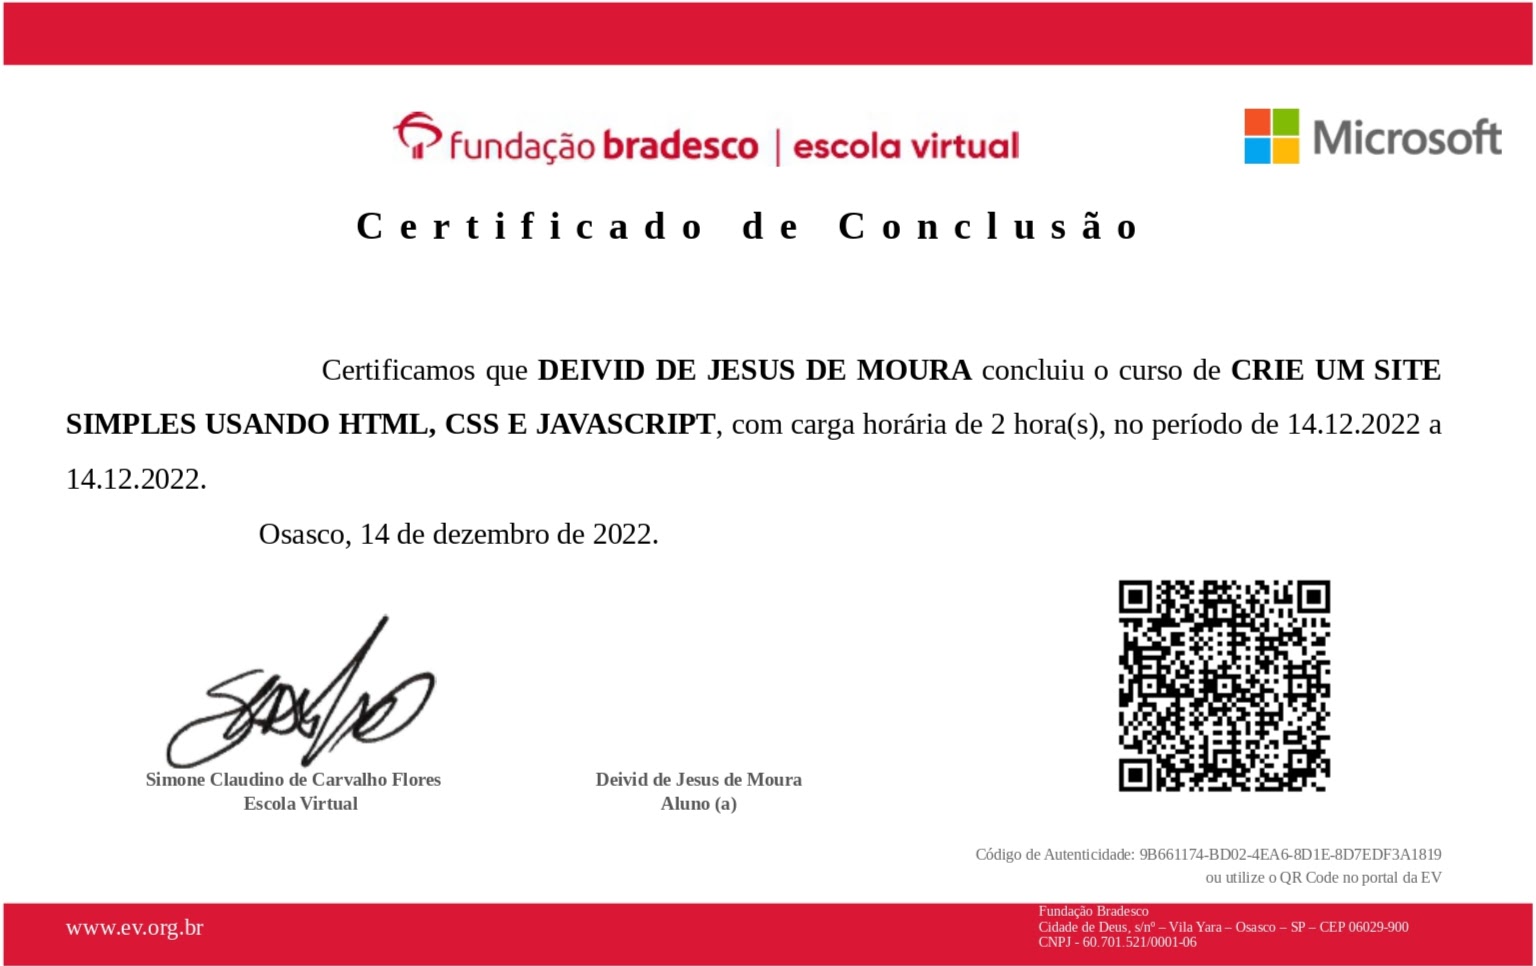 fundação bradesco | escola virtual
Microsoft
Certificado de Conclusão
Certificamos que DEIVID DE JESUS DE MOURA concluiu o curso de CRIE UM SITE
SIMPLES USANDO HTML, CSS E JAVASCRIPT, com carga horária de 2 hora(s), no período de 14.12.2022 a
14.12.2022.
Osasco, 14 de dezembro de 2022.
Simone Claudino de Carvalho Flores
Escola Virtual
Deivid de Jesus de Moura
Aluno (a)
Código de Autenticidade: 9B661174-BD02-4EA6-8D1E-8D7EDF3A1819
ou utilize o QR Code no portal da EV
www.ev.org.br
Fundação Bradesco
Cidade de Deus, s/nº – Vila Yara – Osasco – SP – CEP 06029-900
CNPJ - 60.701.521/0001-06